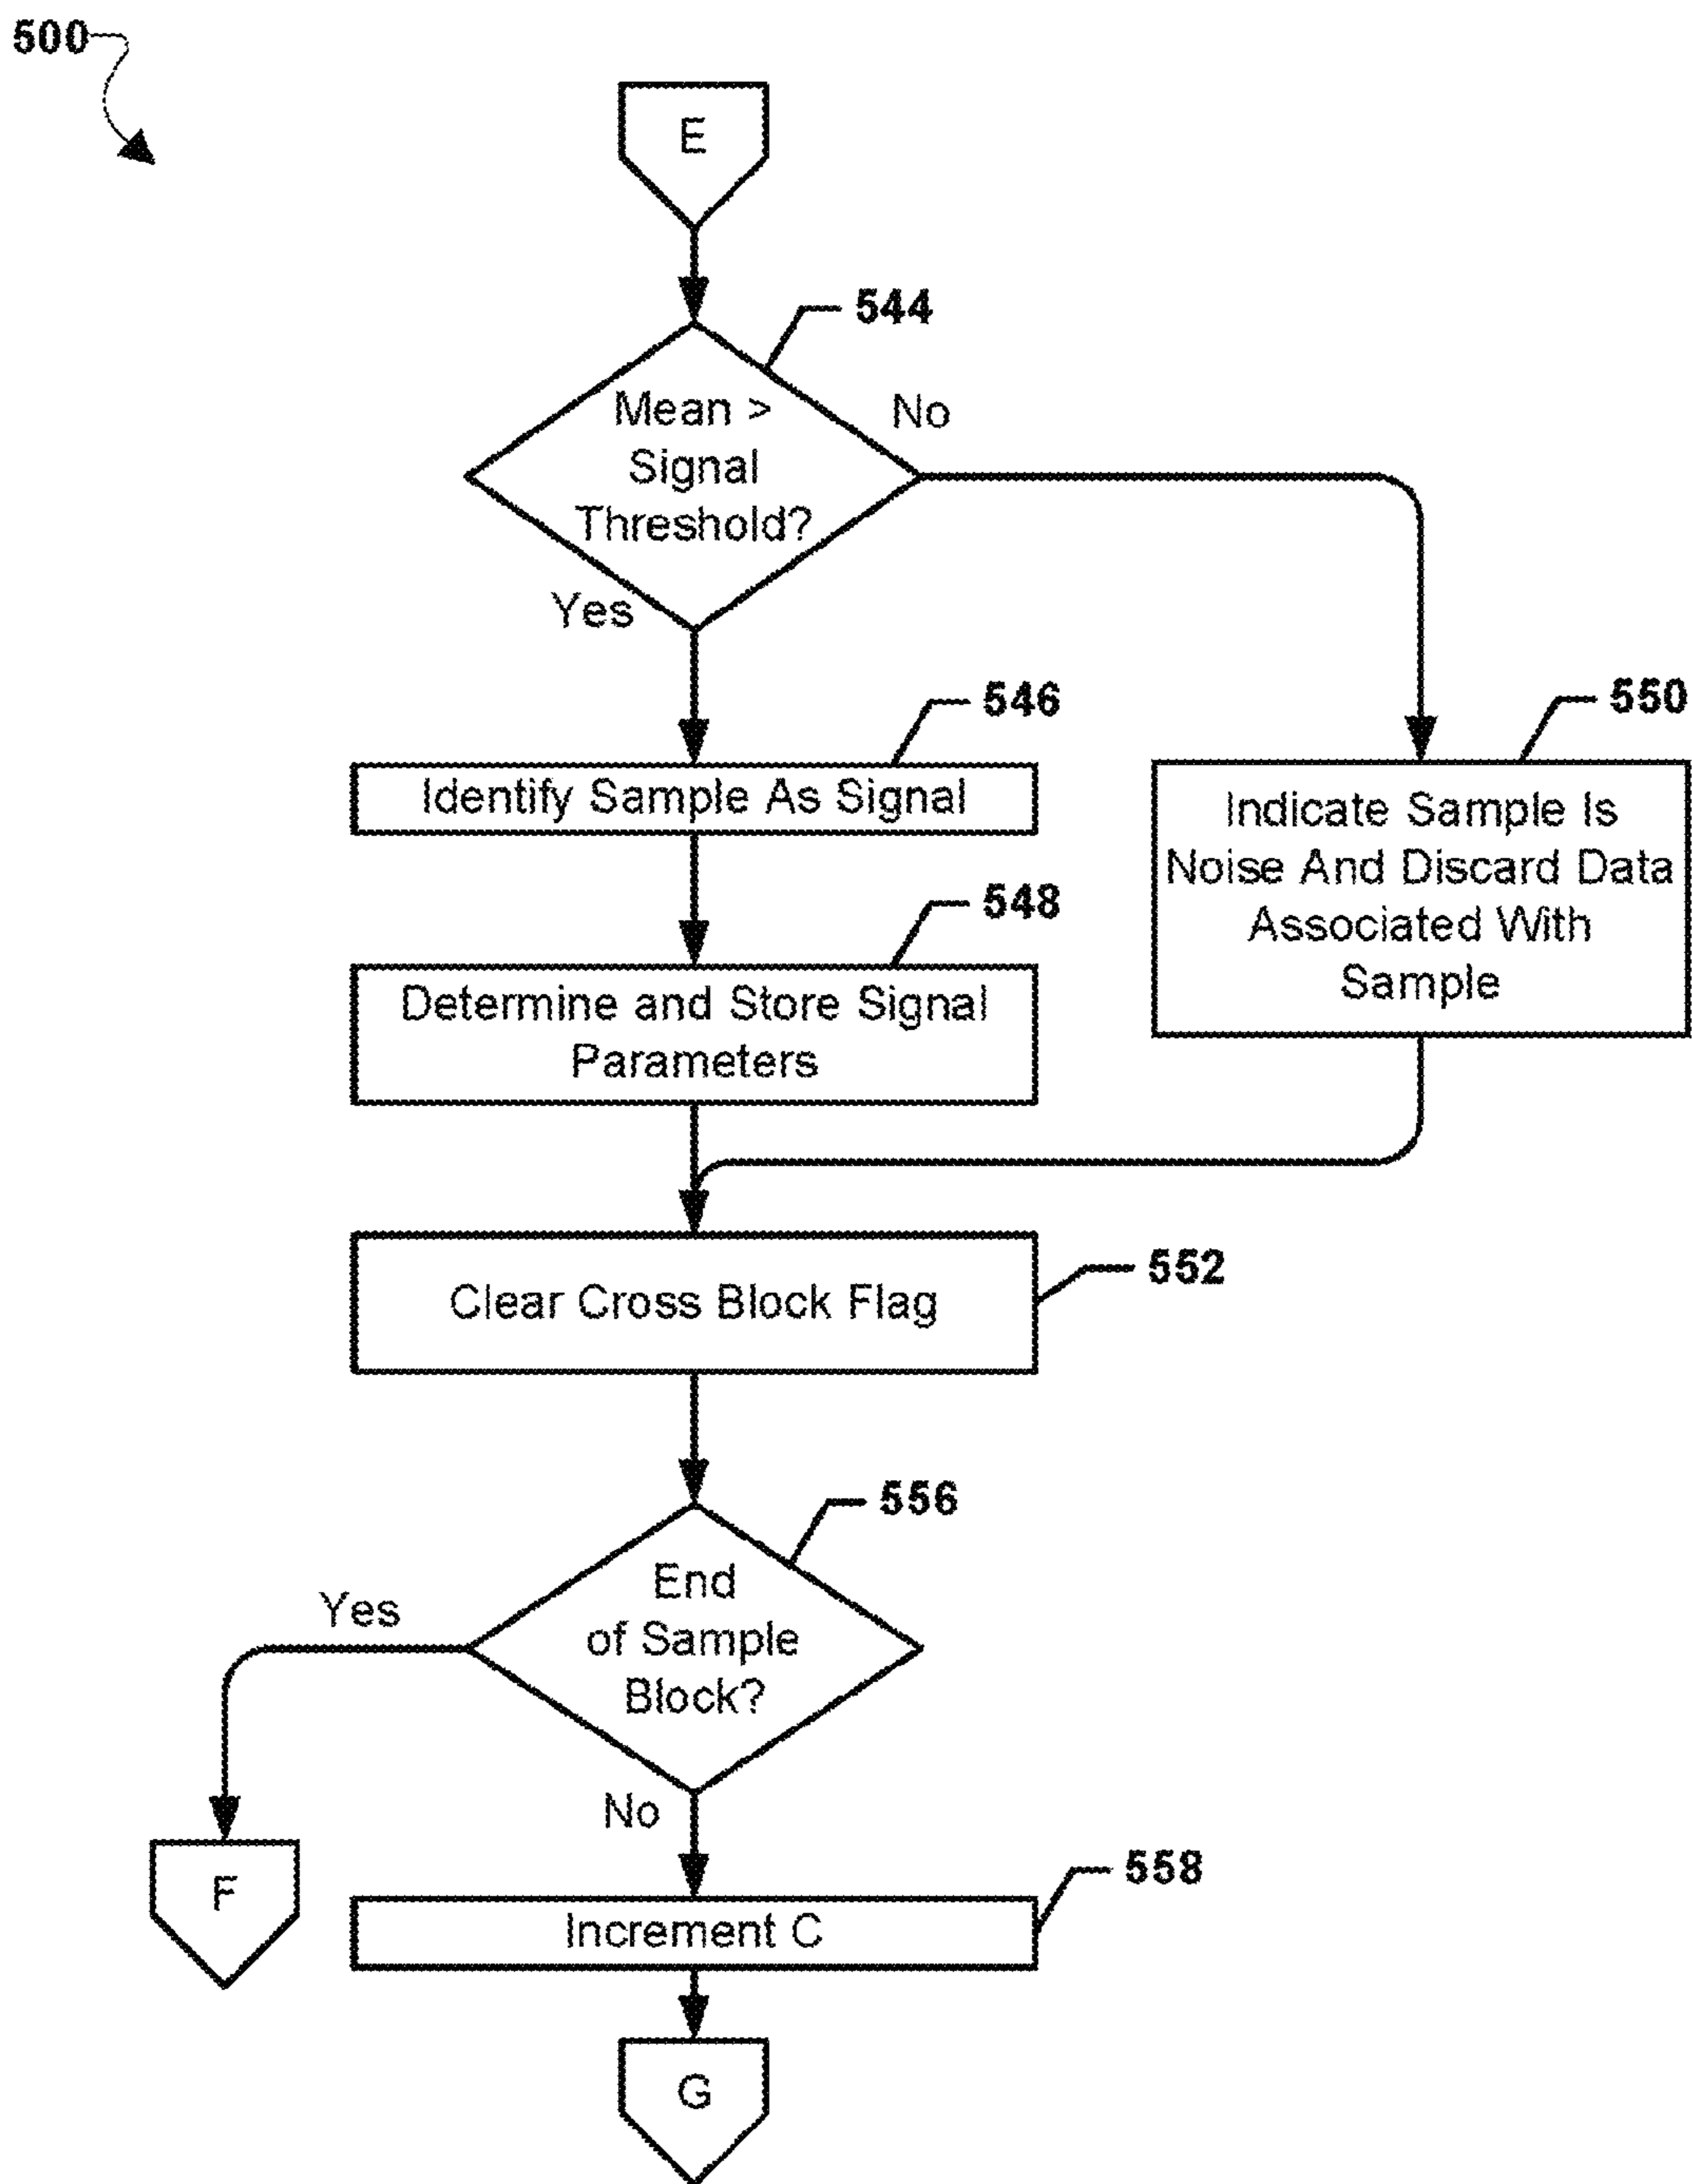 500
E
544
Mean >
Signal
Threshold?
No
Yes
546
Identify Sample As Signal
550
Indicate Sample Is
Noise And Discard Data
Associated With
Sample
548
Determine and Store Signal
Parameters
552
Clear Cross Block Flag
556
End
of Sample
Block?
Yes
No
F
558
Increment C
G